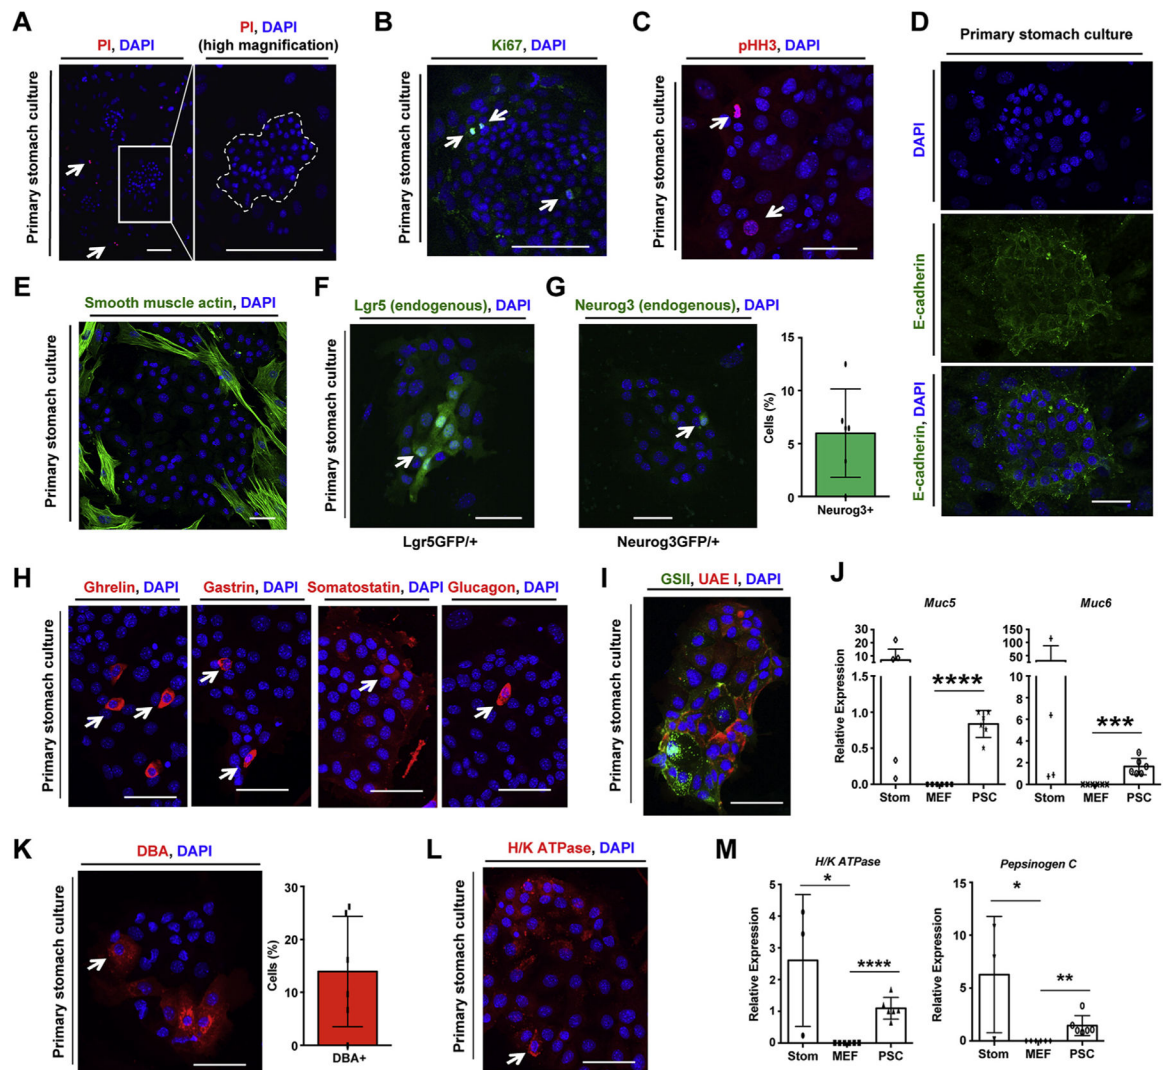 A
PI, DAPI
PI, DAPI
(high magnification)
Primary stomach culture
B
Ki67, DAPI
Primary stomach culture
C
pHH3, DAPI
Primary stomach culture
D
Primary stomach culture
DAPI
E-cadherin
E-cadherin, DAPI
E
Smooth muscle actin, DAPI
Primary stomach culture
F
Lgr5 (endogenous), DAPI
Primary stomach culture
Lgr5GFP/+
G
Neurog3 (endogenous), DAPI
Neurog3GFP/+
Cells (%)
15
10
5
0
Neurog3+
H
Ghrelin, DAPI
Gastrin, DAPI
Somatostatin, DAPI
Glucagon, DAPI
Primary stomach culture
I
GSII, UAE I, DAPI
Primary stomach culture
J
Muc5
Relative Expression
30
20
10
1.5
1.0
0.5
0.0
****
Stom MEF PSC
Muc6
150
100
50
10
8
6
4
2
0
***
Stom MEF PSC
K
DBA, DAPI
Primary stomach culture
Cells (%)
30
20
10
0
DBA+
L
H/K ATPase, DAPI
Primary stomach culture
M
H/K ATPase
Relative Expression
5
4
3
2
1
0
*
****
Stom MEF PSC
Pepsinogen C
Relative Expression
15
10
5
0
*
**
Stom MEF PSC